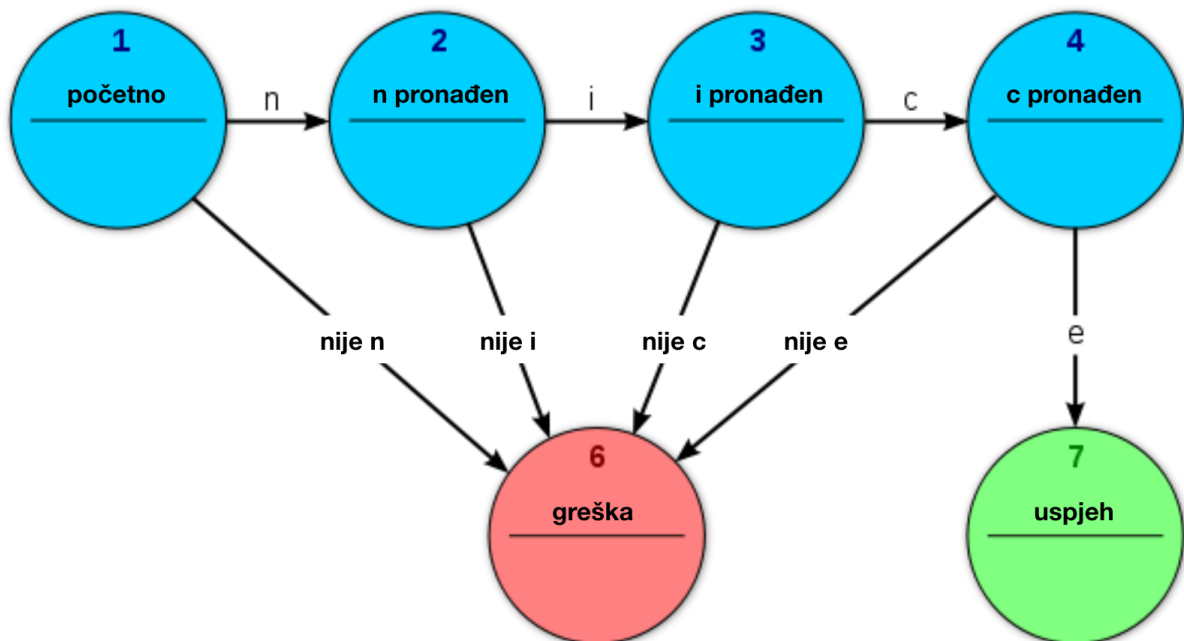 1 2 3 4
početno n n pronađen i i pronađen c c pronađen
nije n nije i nije c nije e e
6 7
greška uspjeh